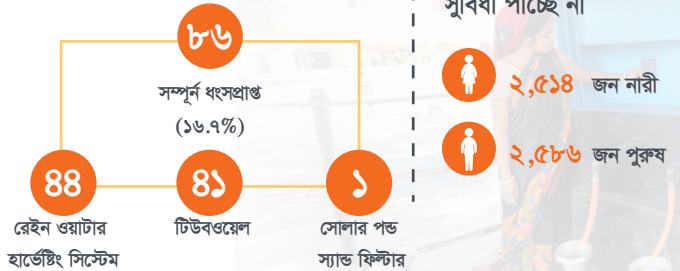 ৮৬
সম্পূর্ন ধংসপ্রাপ্ত
(১৬.৭%)
৪৪
রেইন ওয়াটার
হার্ভেষ্টিং সিস্টেম
৪১
টিউবওয়েল
১
সোলার পন্ড
স্যান্ড ফিল্টার
সুবিধা পাচ্ছে না
২,৫১৪ জন নারী
২,৫৮৬ জন পুরুষ